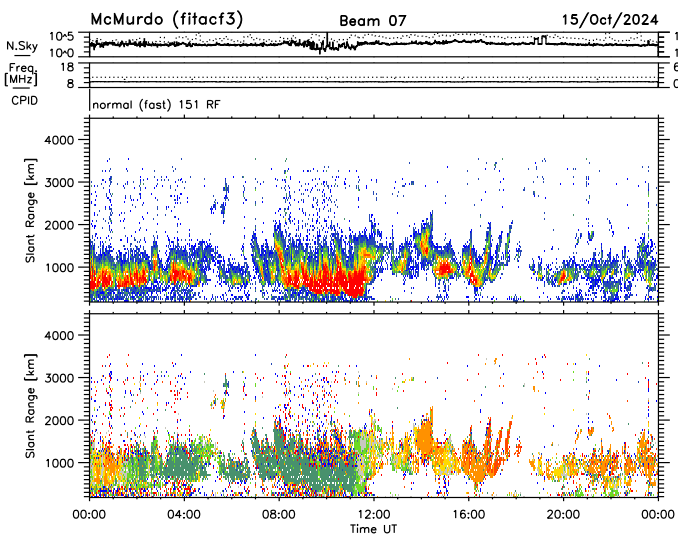 McMurdo (fitacf3) Beam 07 15/Oct/2024
N.Sky 10^5 10^0
Freq. [MHz] 18 8 6 0
CPID normal (fast) 151 RF
Slant Range [km]
4000
3000
2000
1000
Slant Range [km]
4000
3000
2000
1000
00:00 04:00 08:00 12:00 16:00 20:00 00:00
Time UT